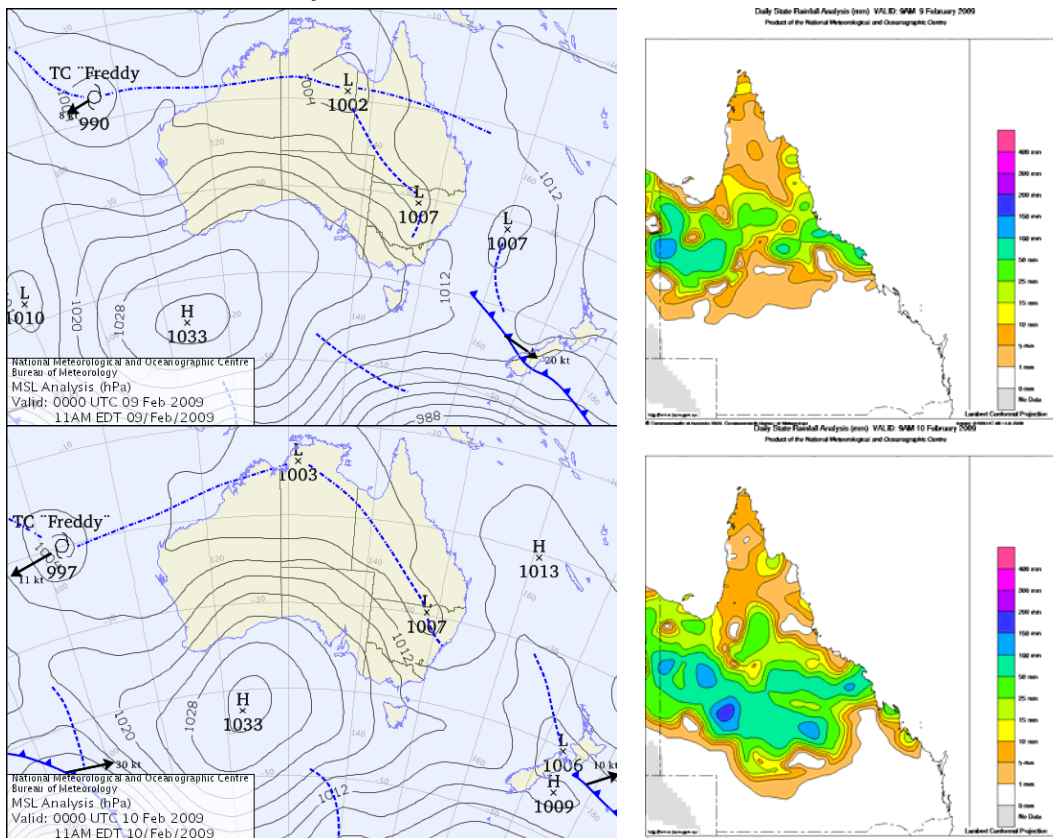 TC "Freddy"
990
8 kt
L
1002
1004
L
1007
L
1007
1012
1012
L
1010
1020
1028
H
1033
20 kt
988
National Meteorological and Oceanographic Centre
Bureau of Meteorology
MSL Analysis (hPa)
Valid: 0000 UTC 09 Feb 2009
11AM EDT 09/Feb/2009
Daily State Rainfall Analysis (mm) VALID: 9AM 9 February 2009
Product of the National Meteorological and Oceanographic Centre
400 mm
300 mm
200 mm
150 mm
100 mm
50 mm
25 mm
15 mm
10 mm
5 mm
1 mm
0 mm
No Data
Lambert Conformal Projection
L
1003
TC "Freddy"
997
11 kt
H
1013
L
1007
1012
H
1033
1028
1020
30 kt
1012
L
1006
10 kt
H
1009
National Meteorological and Oceanographic Centre
Bureau of Meteorology
MSL Analysis (hPa)
Valid: 0000 UTC 10 Feb 2009
11AM EDT 10/Feb/2009
Daily State Rainfall Analysis (mm) VALID: 9AM 10 February 2009
Product of the National Meteorological and Oceanographic Centre
400 mm
300 mm
200 mm
150 mm
100 mm
50 mm
25 mm
15 mm
10 mm
5 mm
1 mm
0 mm
No Data
Lambert Conformal Projection